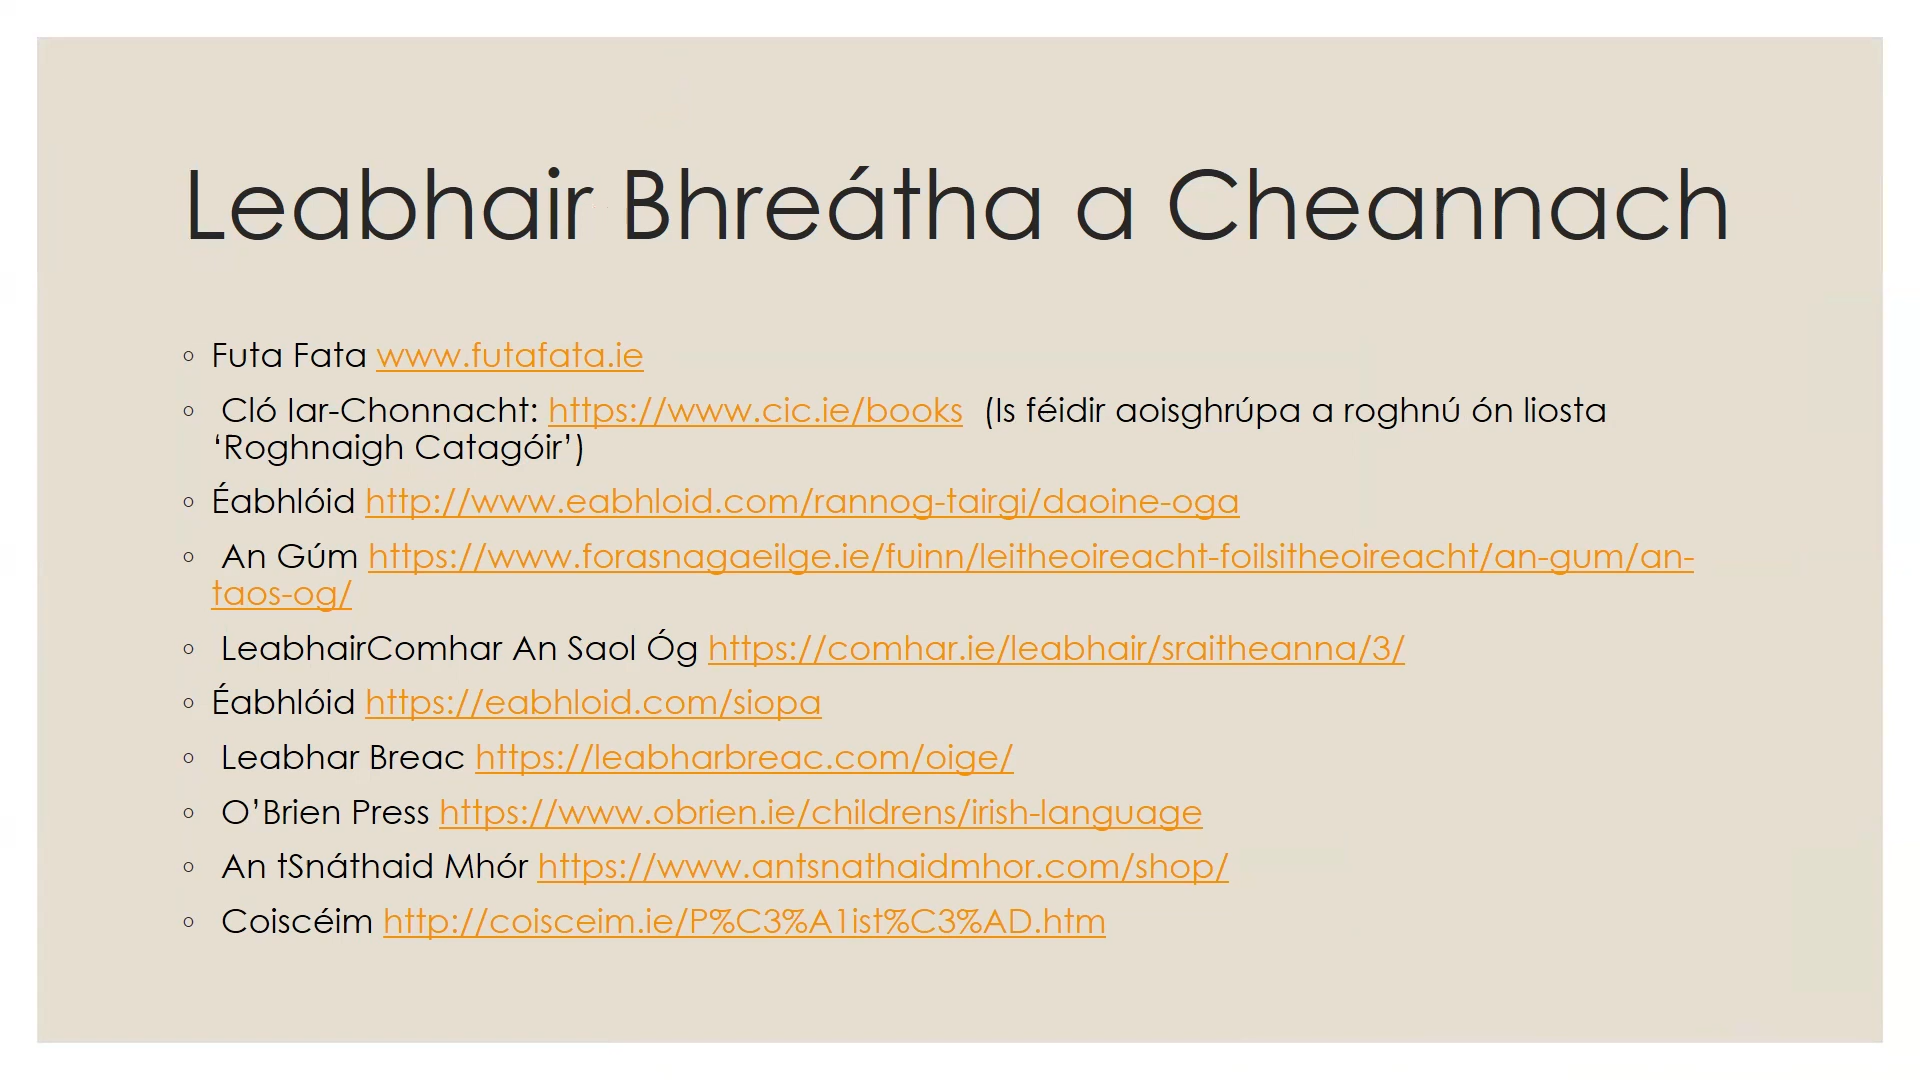 Leabhair Bhreátha a Cheannach
◦ Futa Fata www.futafata.ie
◦ Cló Iar-Chonnacht: https://www.cic.ie/books (Is féidir aoisghrúpa a roghnú ón liosta
‘Roghnaigh Catagóir’)
◦ Éabhlóid http://www.eabhloid.com/rannog-tairgi/daoine-oga
◦ An Gúm https://www.forasnagaeilge.ie/fuinn/leitheoireacht-foilsitheoireacht/an-gum/an-
taos-og/
◦ LeabhairComhar An Saol Óg https://comhar.ie/leabhair/sraitheanna/3/
◦ Éabhlóid https://eabhloid.com/siopa
◦ Leabhar Breac https://leabharbreac.com/oige/
◦ O’Brien Press https://www.obrien.ie/childrens/irish-language
◦ An tSnáthaid Mhór https://www.antsnathaidmhor.com/shop/
◦ Coiscéim http://coisceim.ie/P%C3%A1ist%C3%AD.htm